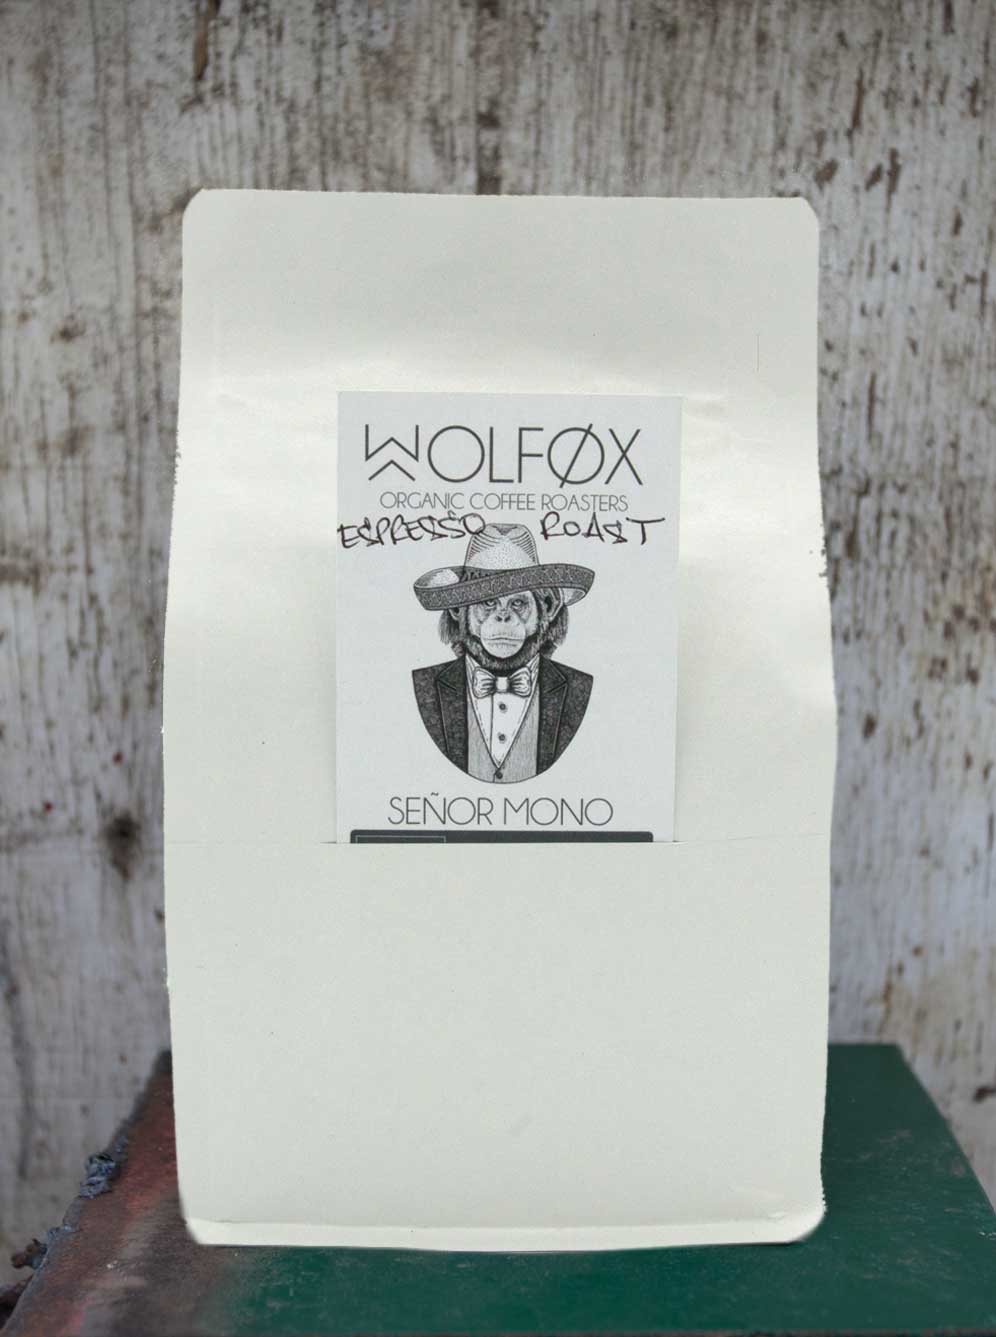 WOLFØX
ORGANIC COFFEE ROASTERS
ESPRESSO ROAST
SEÑOR MONO